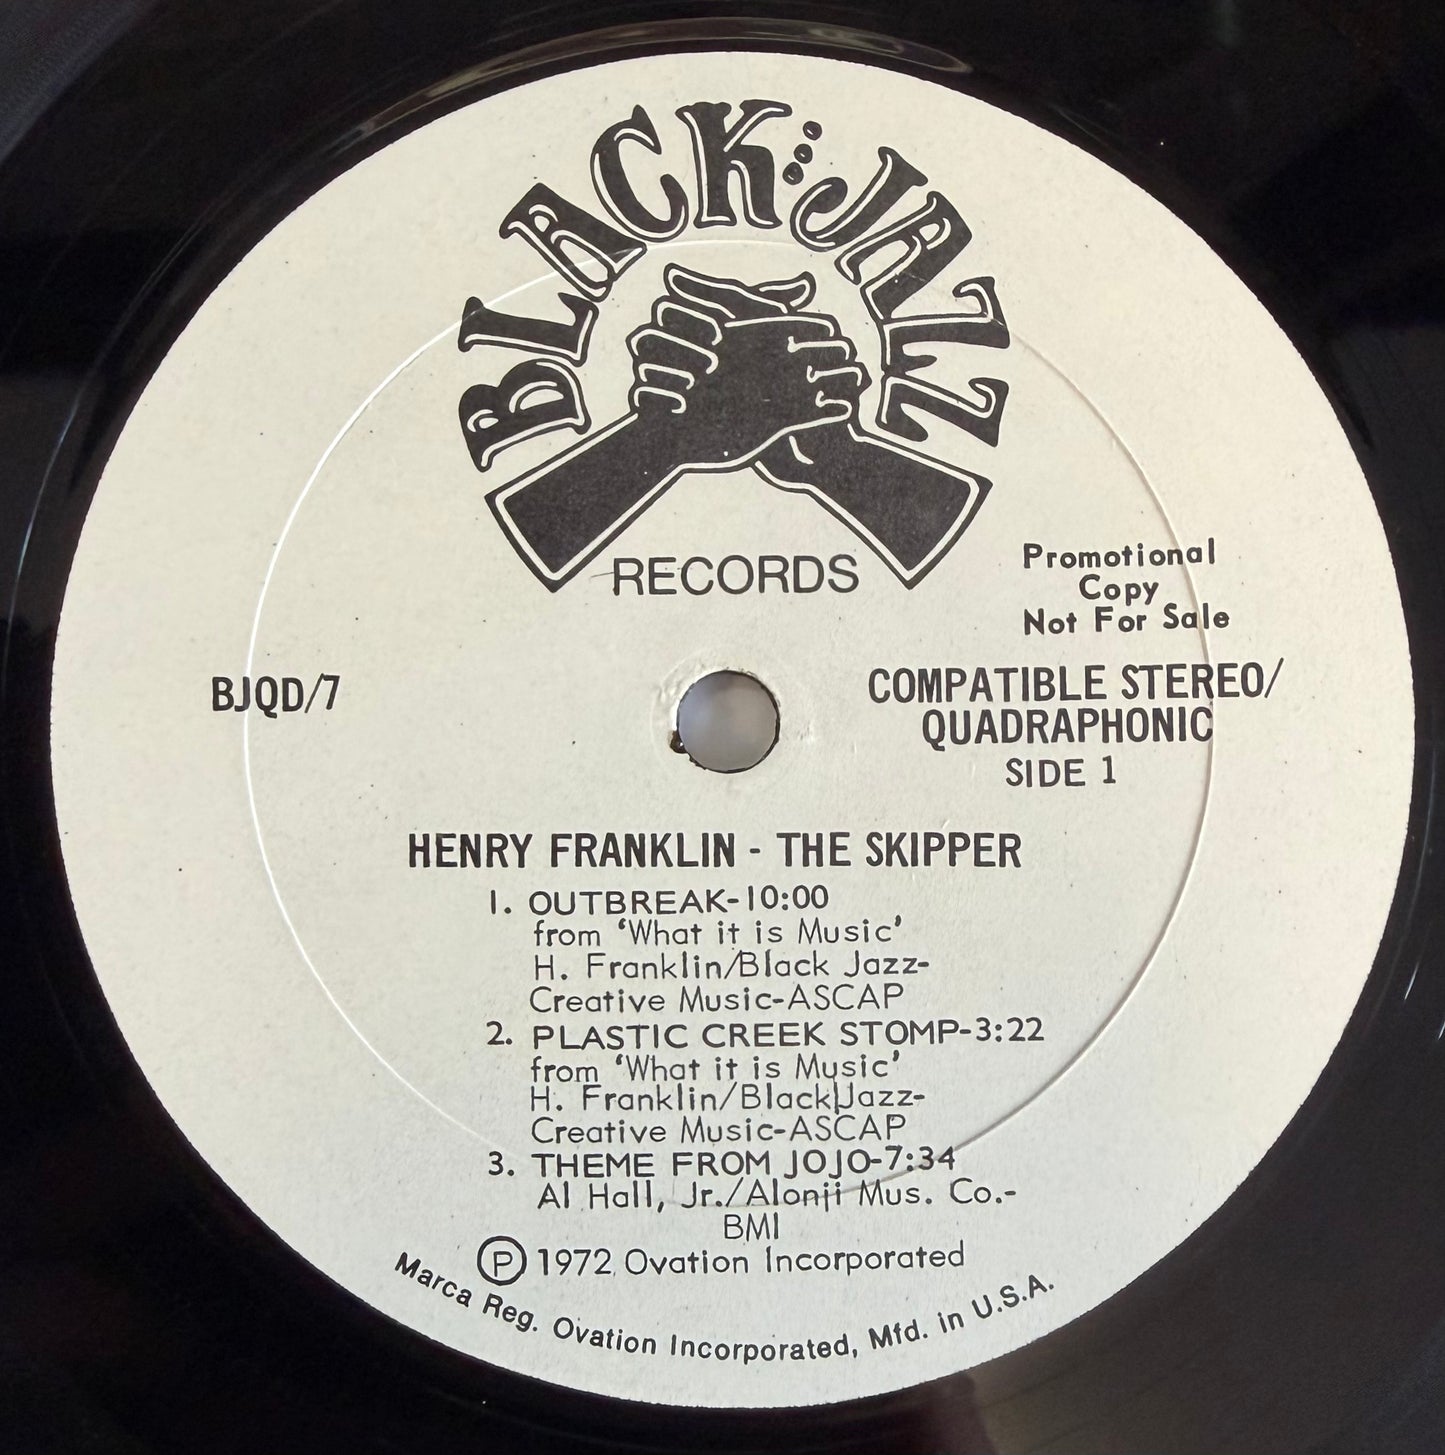 BLACK JAZZ
RECORDS
Promotional
Copy
Not For Sale
BJQD/7
COMPATIBLE STEREO/
QUADRAPHONIC
SIDE 1
HENRY FRANKLIN - THE SKIPPER
1. OUTBREAK-10:00
from ‘What it is Music’
H. Franklin/Black Jazz-
Creative Music-ASCAP
2. PLASTIC CREEK STOMP-3:22
from ‘What it is Music’
H. Franklin/Black Jazz-
Creative Music-ASCAP
3. THEME FROM JOJO-7:34
Al Hall, Jr./Alonji Mus. Co.-
BMI
Ⓟ 1972 Ovation Incorporated
Marca Reg. Ovation Incorporated, Mfd. in U.S.A.